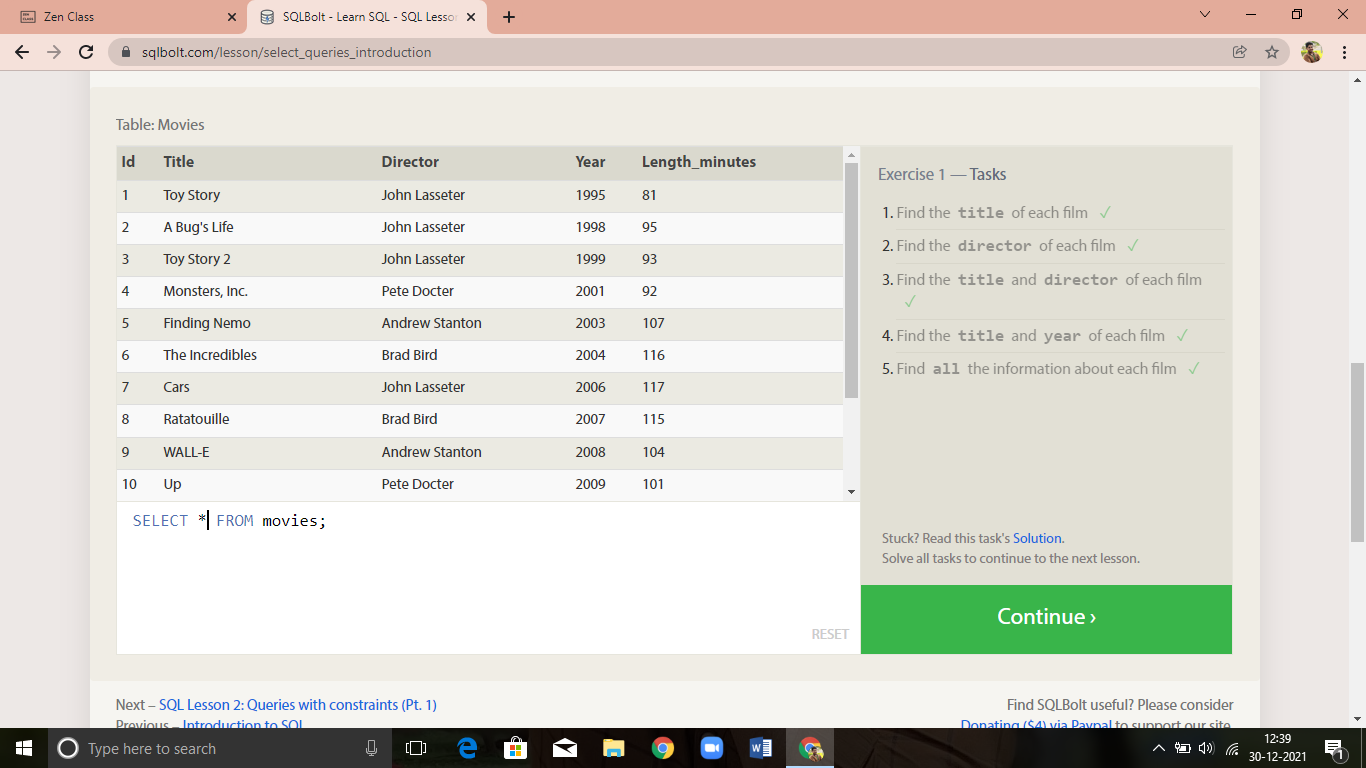 Zen Class
SQLBolt - Learn SQL - SQL Lesson
sqlbolt.com/lesson/select_queries_introduction
Table: Movies
Id Title Director Year Length_minutes
1 Toy Story John Lasseter 1995 81
2 A Bug's Life John Lasseter 1998 95
3 Toy Story 2 John Lasseter 1999 93
4 Monsters, Inc. Pete Docter 2001 92
5 Finding Nemo Andrew Stanton 2003 107
6 The Incredibles Brad Bird 2004 116
7 Cars John Lasseter 2006 117
8 Ratatouille Brad Bird 2007 115
9 WALL-E Andrew Stanton 2008 104
10 Up Pete Docter 2009 101
SELECT * FROM movies;
RESET
Exercise 1 — Tasks
1. Find the title of each film ✓
2. Find the director of each film ✓
3. Find the title and director of each film
✓
4. Find the title and year of each film ✓
5. Find all the information about each film ✓
Stuck? Read this task's Solution.
Solve all tasks to continue to the next lesson.
Continue ›
Next – SQL Lesson 2: Queries with constraints (Pt. 1)
Previous – Introduction to SQL
Find SQLBolt useful? Please consider
Donating ($4) via Paypal to support our site.
Type here to search
12:39
30-12-2021
1